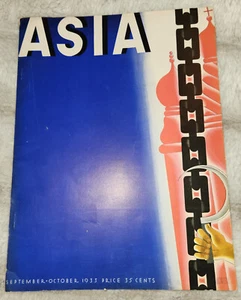 ASIA
SEPTEMBER-OCTOBER 1933 PRICE 35 CENTS